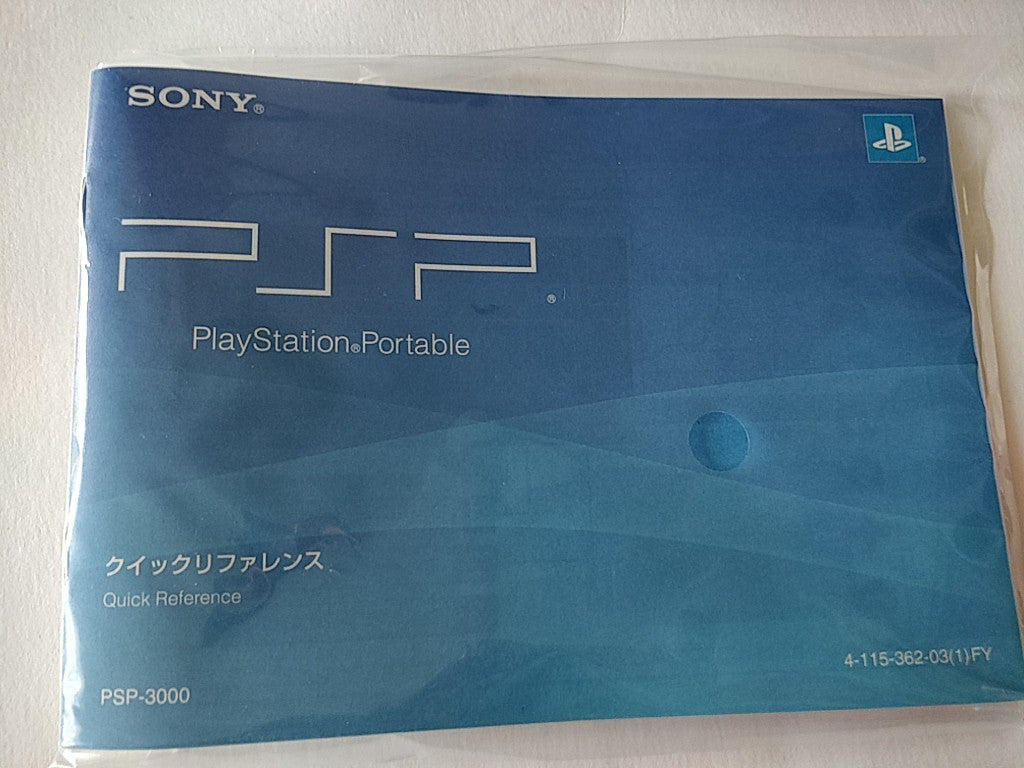 SONY®
PSP®
PlayStation®Portable
クイックリファレンス
Quick Reference
4-115-362-03(1)FY
PSP-3000